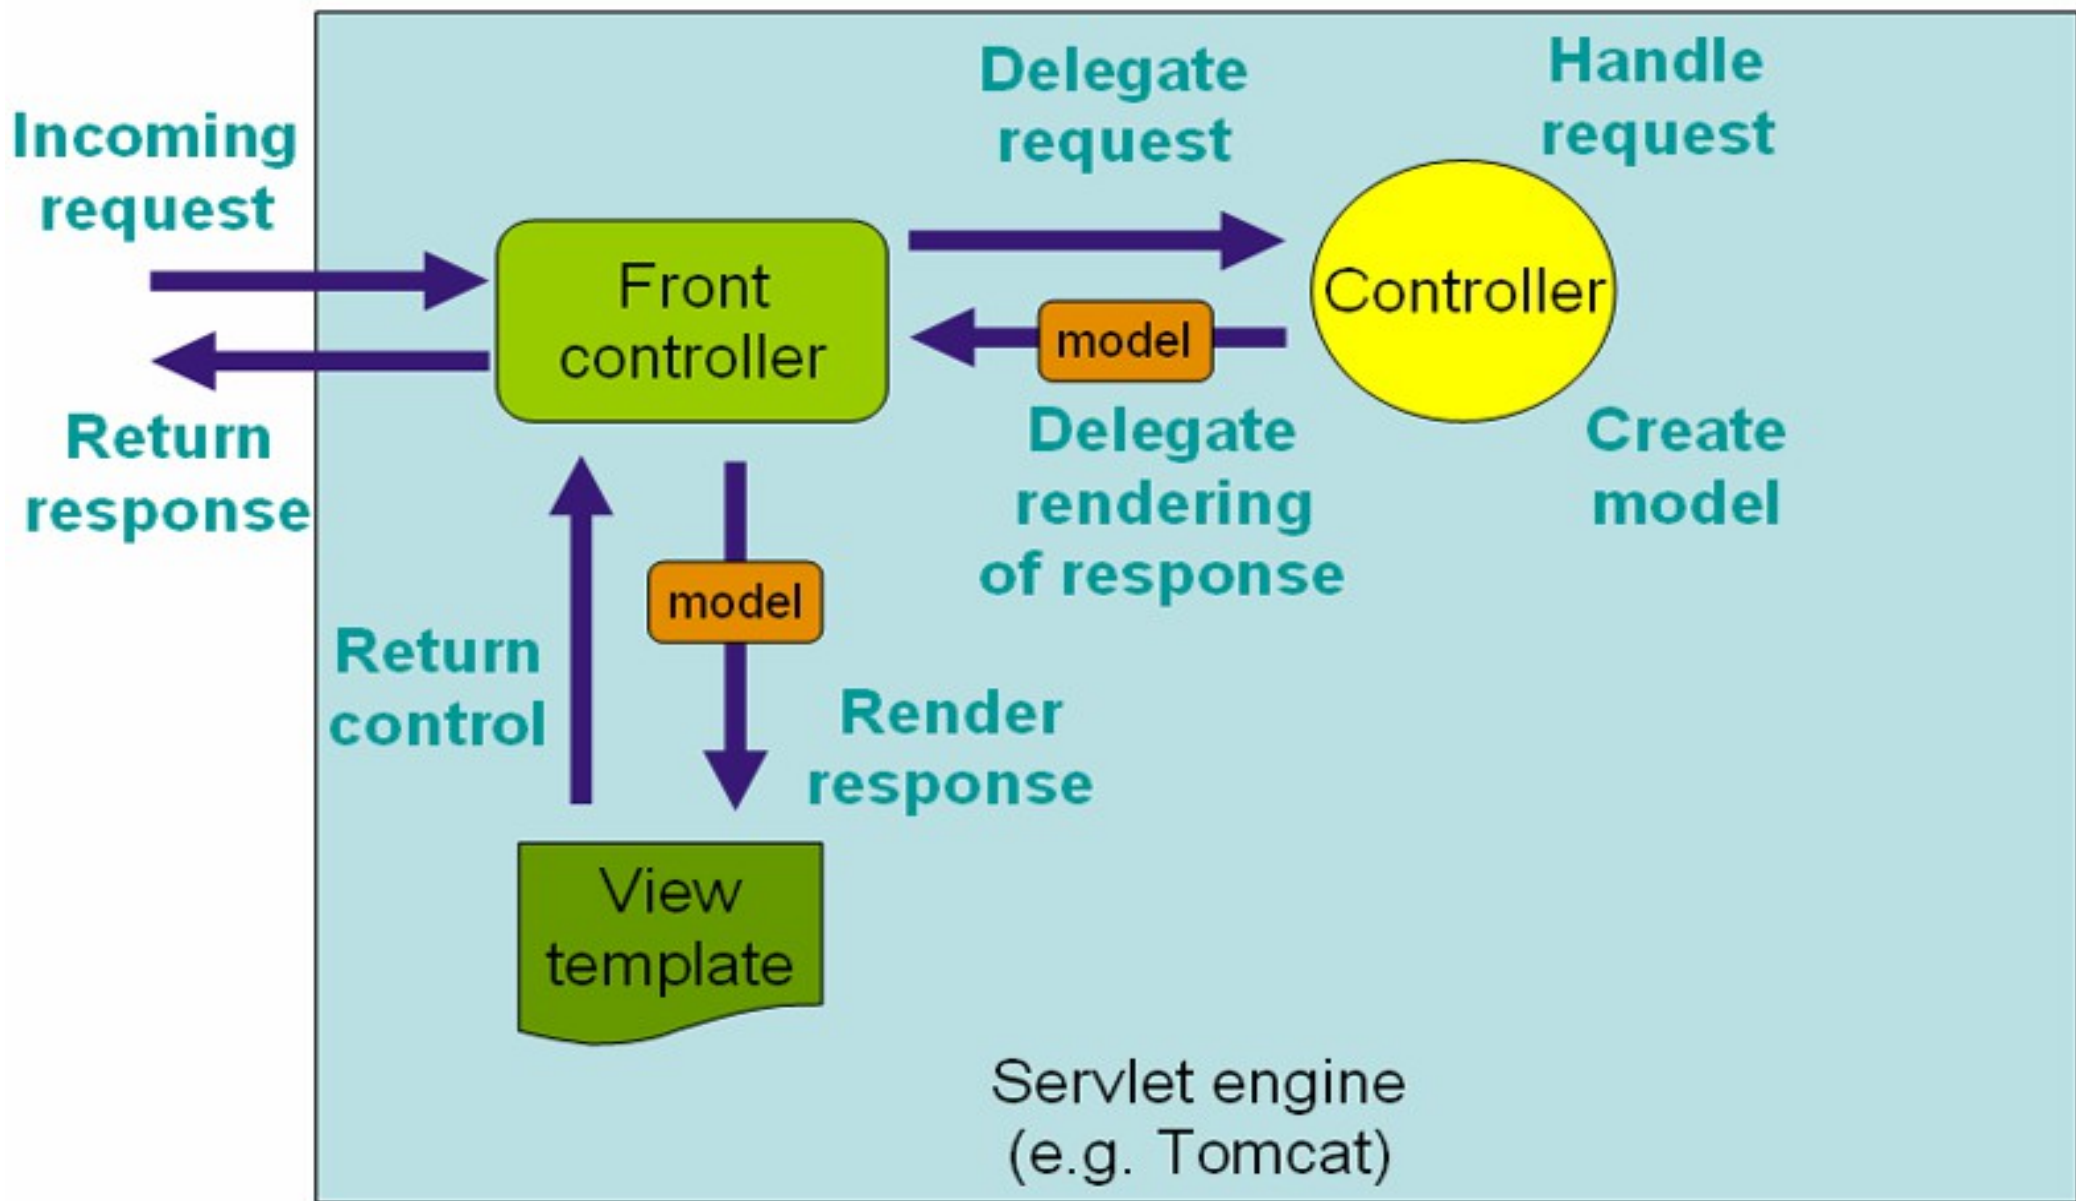 Incoming
request
Delegate
request
Handle
request
Front
controller
Controller
model
Return
response
Delegate
rendering
of response
Create
model
model
Return
control
Render
response
View
template
Servlet engine
(e.g. Tomcat)